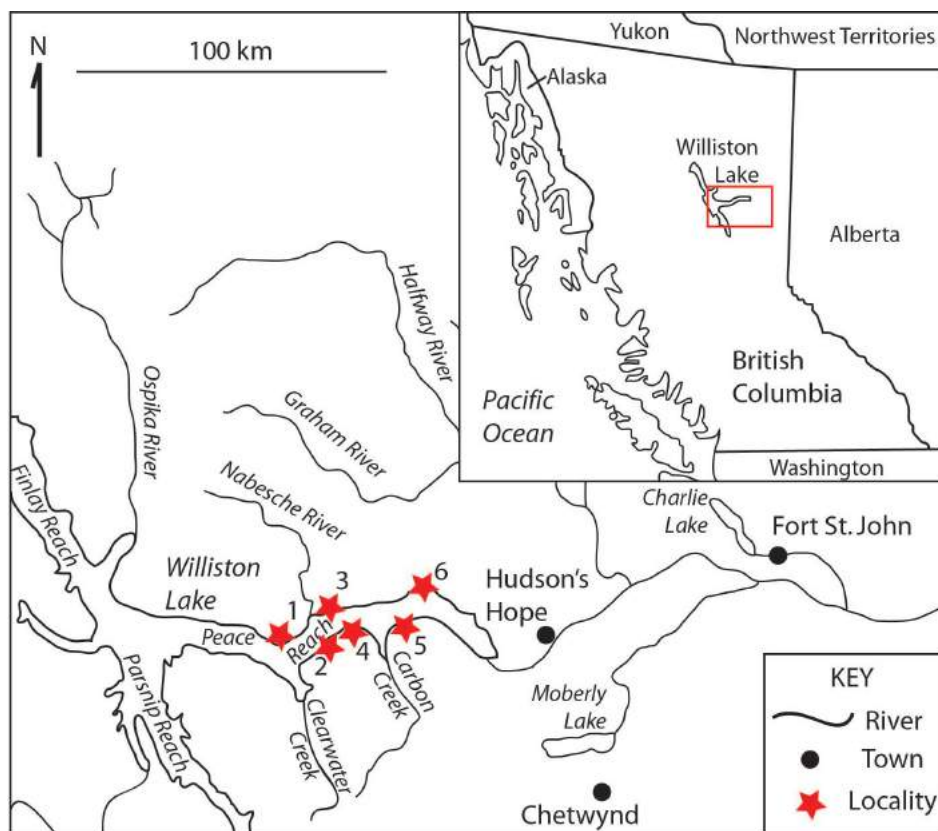 N
100 km
Yukon
Northwest Territories
Alaska
Williston
Lake
Alberta
British
Columbia
Pacific
Ocean
Washington
Halfway River
Ospika River
Graham River
Nabesche River
Finlay Reach
Charlie
Lake
Fort St. John
Williston
Lake
Hudson's
Hope
1
3
6
Peace
Reach
2
4
5
Carbon
Creek
Clearwater
Creek
Parsnip Reach
Moberly
Lake
Chetwynd
KEY
River
Town
Locality